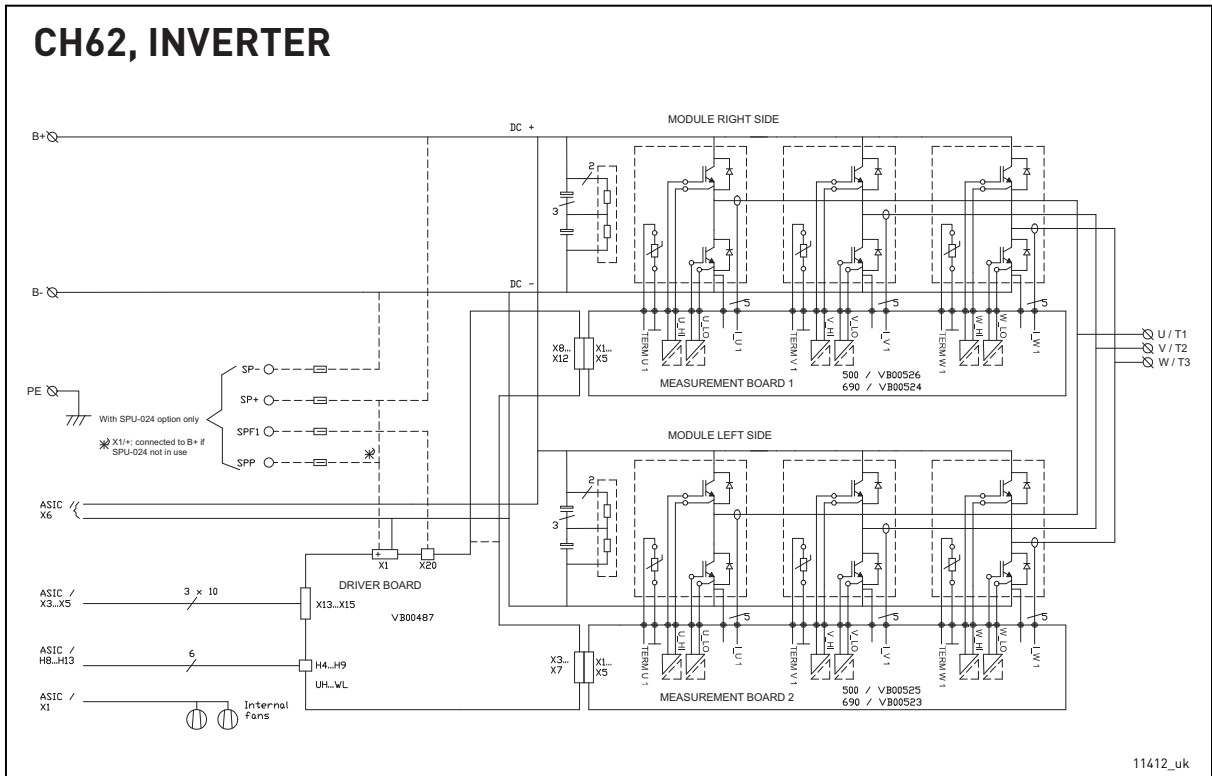 CH62, INVERTER
MODULE RIGHT SIDE
B+
DC +
2
3
B-
DC -
5
5
5
TERM U 1
U_HI
U_LO
I_U 1
TERM V 1
V_HI
V_LO
I_V 1
TERM W 1
W_HI
W_LO
I_W 1
X8...
X12
X1...
X5
MEASUREMENT BOARD 1
500 / VB00526
690 / VB00524
U / T1
V / T2
W / T3
PE
SP-
SP+
SPF1
SPP
With SPU-024 option only
X1/+: connected to B+ if
SPU-024 not in use
MODULE LEFT SIDE
2
3
ASIC /
X6
+
X1
X20
DRIVER BOARD
VB00487
ASIC /
X3...X5
3 x 10
X13...X15
ASIC /
H8...H13
6
H4...H9
UH...WL
ASIC /
X1
Internal
fans
5
5
5
TERM U 1
U_HI
U_LO
I_U 1
TERM V 1
V_HI
V_LO
I_V 1
TERM W 1
W_HI
W_LO
I_W 1
X3...
X7
X1...
X5
MEASUREMENT BOARD 2
500 / VB00525
690 / VB00523
11412_uk